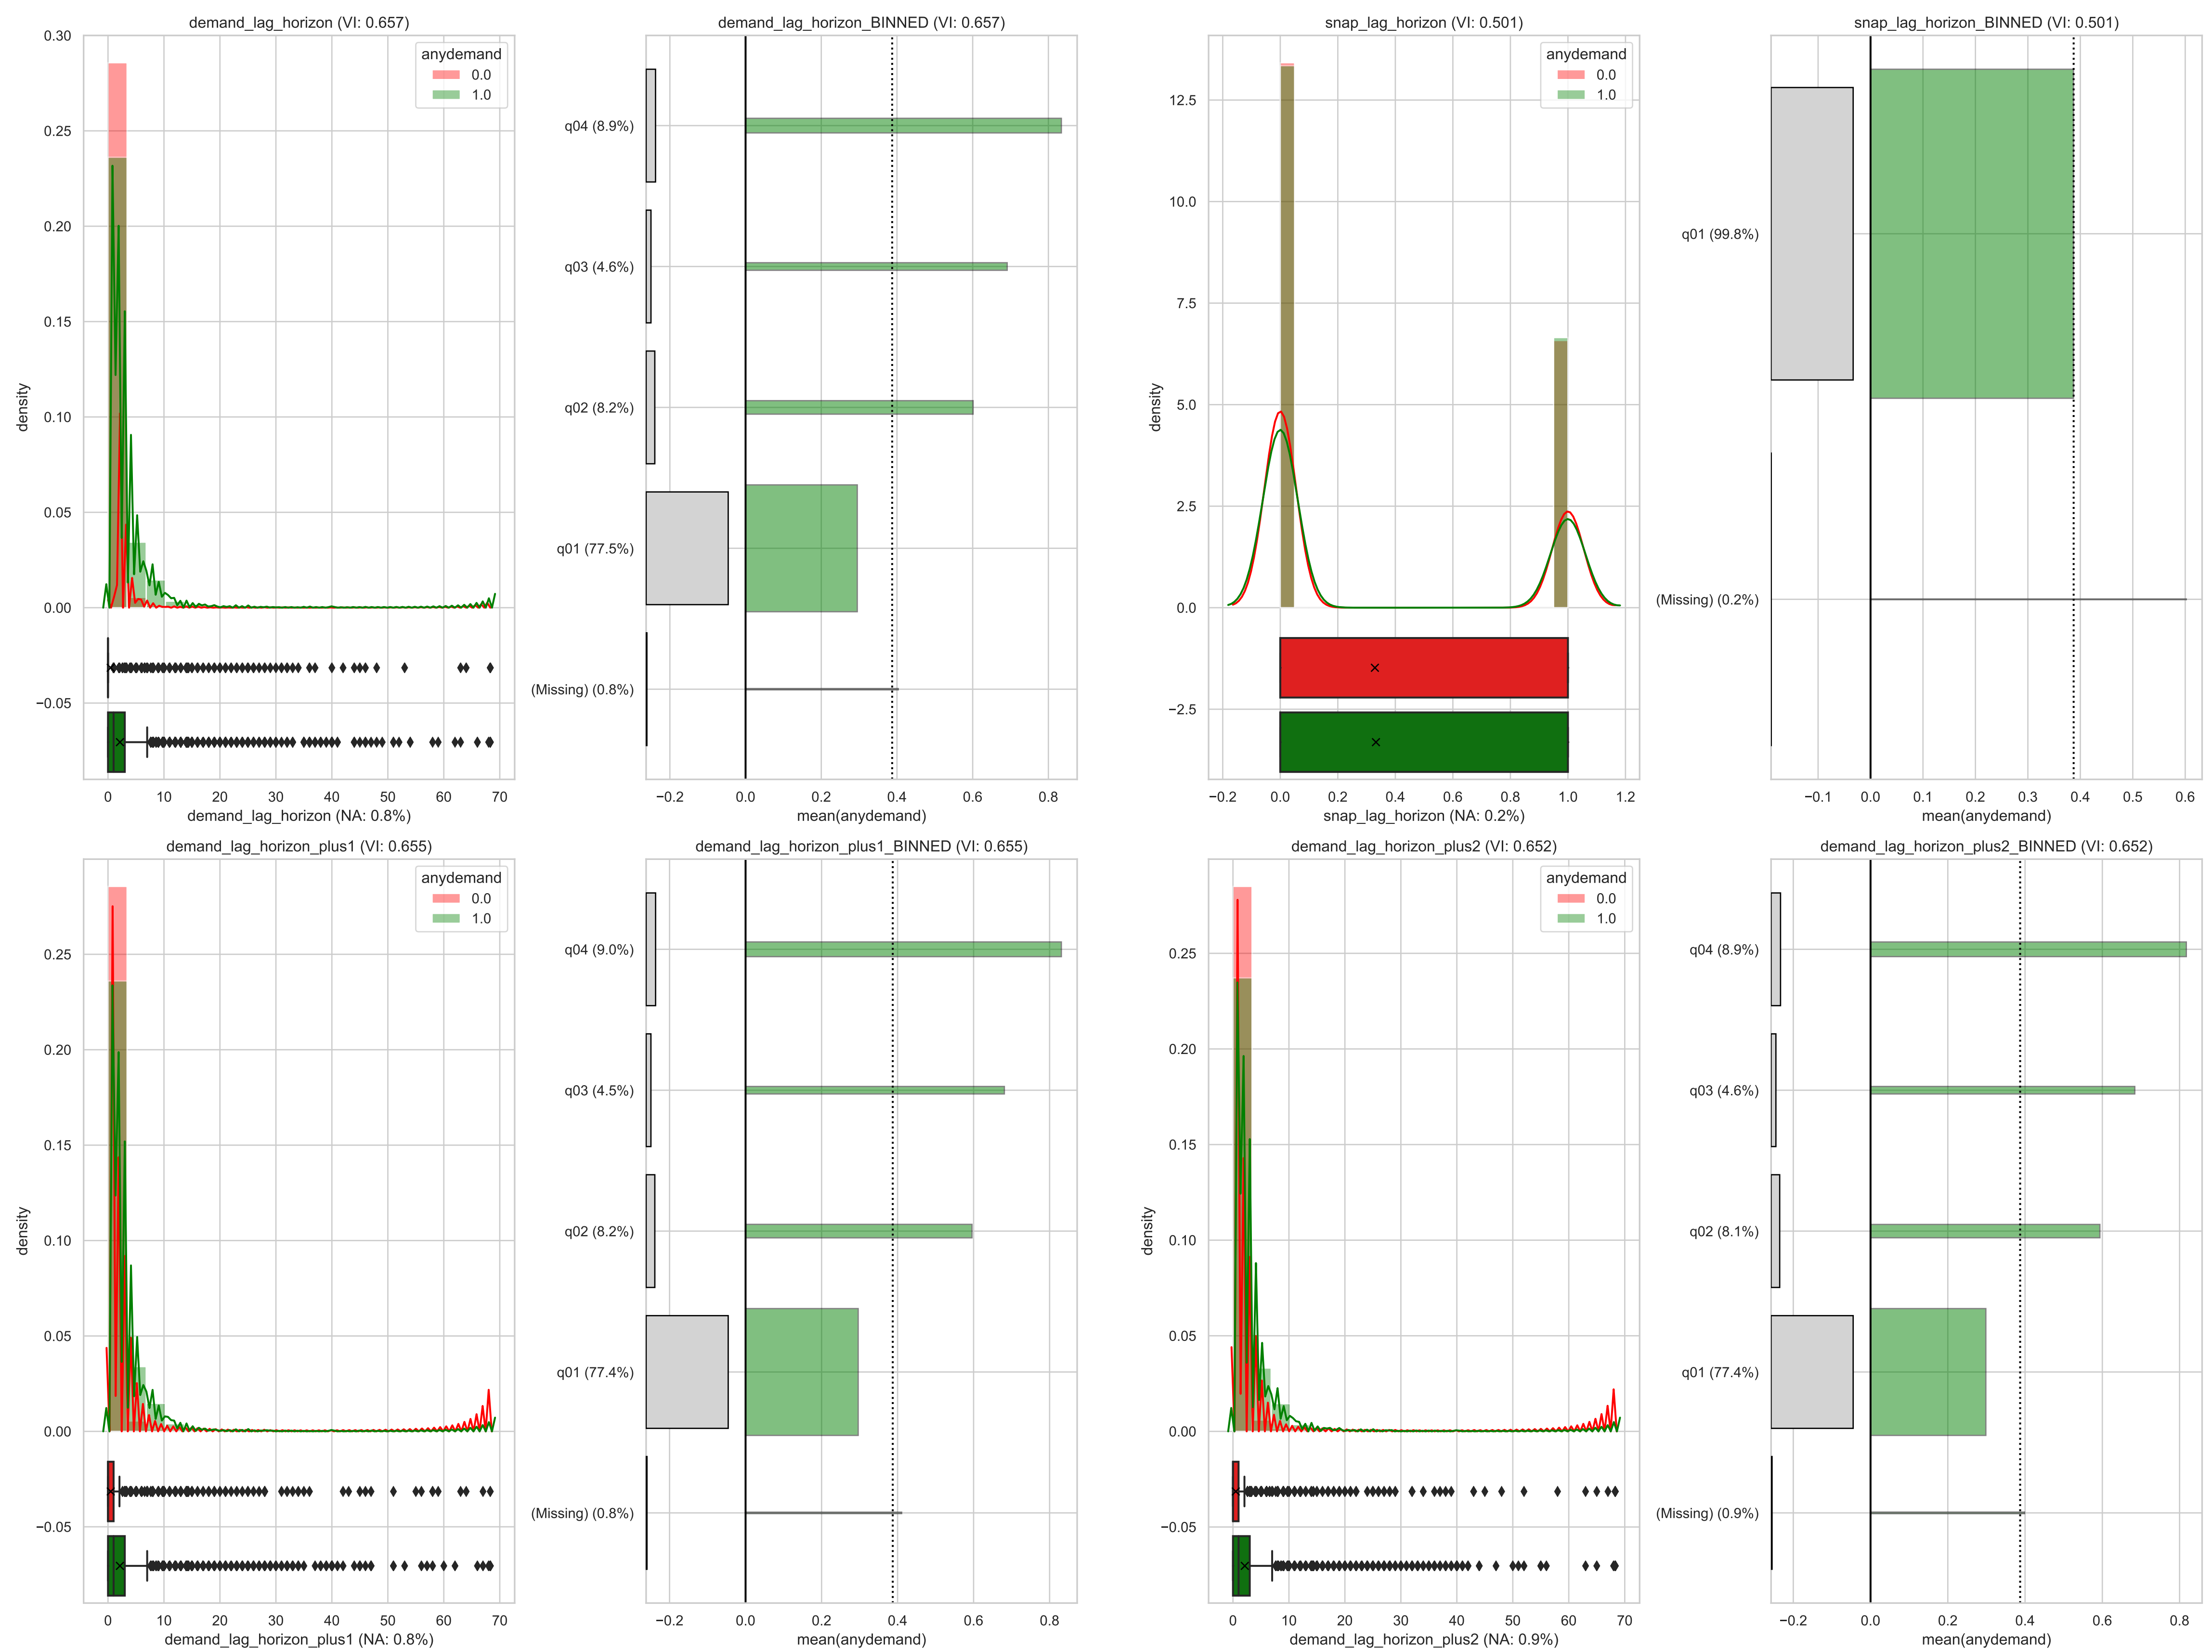 demand_lag_horizon (VI: 0.657)
0.30
0.25
0.20
0.15
0.10
0.05
0.00
−0.05
density
anydemand
0.0
1.0
0 10 20 30 40 50 60 70
demand_lag_horizon (NA: 0.8%)
demand_lag_horizon_BINNED (VI: 0.657)
q04 (8.9%)
q03 (4.6%)
q02 (8.2%)
q01 (77.5%)
(Missing) (0.8%)
−0.2 0.0 0.2 0.4 0.6 0.8
mean(anydemand)
snap_lag_horizon (VI: 0.501)
12.5
10.0
7.5
5.0
2.5
0.0
−2.5
density
anydemand
0.0
1.0
−0.2 0.0 0.2 0.4 0.6 0.8 1.0 1.2
snap_lag_horizon (NA: 0.2%)
snap_lag_horizon_BINNED (VI: 0.501)
q01 (99.8%)
(Missing) (0.2%)
−0.1 0.0 0.1 0.2 0.3 0.4 0.5 0.6
mean(anydemand)
demand_lag_horizon_plus1 (VI: 0.655)
0.25
0.20
0.15
0.10
0.05
0.00
−0.05
density
anydemand
0.0
1.0
0 10 20 30 40 50 60 70
demand_lag_horizon_plus1 (NA: 0.8%)
demand_lag_horizon_plus1_BINNED (VI: 0.655)
q04 (9.0%)
q03 (4.5%)
q02 (8.2%)
q01 (77.4%)
(Missing) (0.8%)
−0.2 0.0 0.2 0.4 0.6 0.8
mean(anydemand)
demand_lag_horizon_plus2 (VI: 0.652)
0.25
0.20
0.15
0.10
0.05
0.00
−0.05
density
anydemand
0.0
1.0
0 10 20 30 40 50 60 70
demand_lag_horizon_plus2 (NA: 0.9%)
demand_lag_horizon_plus2_BINNED (VI: 0.652)
q04 (8.9%)
q03 (4.6%)
q02 (8.1%)
q01 (77.4%)
(Missing) (0.9%)
−0.2 0.0 0.2 0.4 0.6 0.8
mean(anydemand)